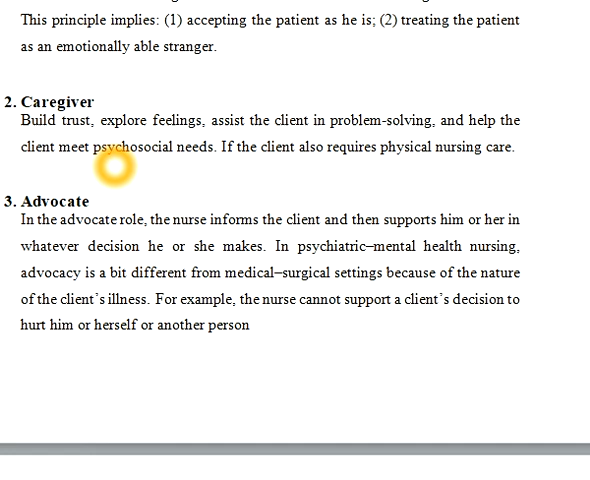 This principle implies: (1) accepting the patient as he is; (2) treating the patient
as an emotionally able stranger.
2. Caregiver
Build trust, explore feelings, assist the client in problem-solving, and help the
client meet psychosocial needs. If the client also requires physical nursing care.
3. Advocate
In the advocate role, the nurse informs the client and then supports him or her in
whatever decision he or she makes. In psychiatric–mental health nursing,
advocacy is a bit different from medical–surgical settings because of the nature
of the client's illness. For example, the nurse cannot support a client's decision to
hurt him or herself or another person